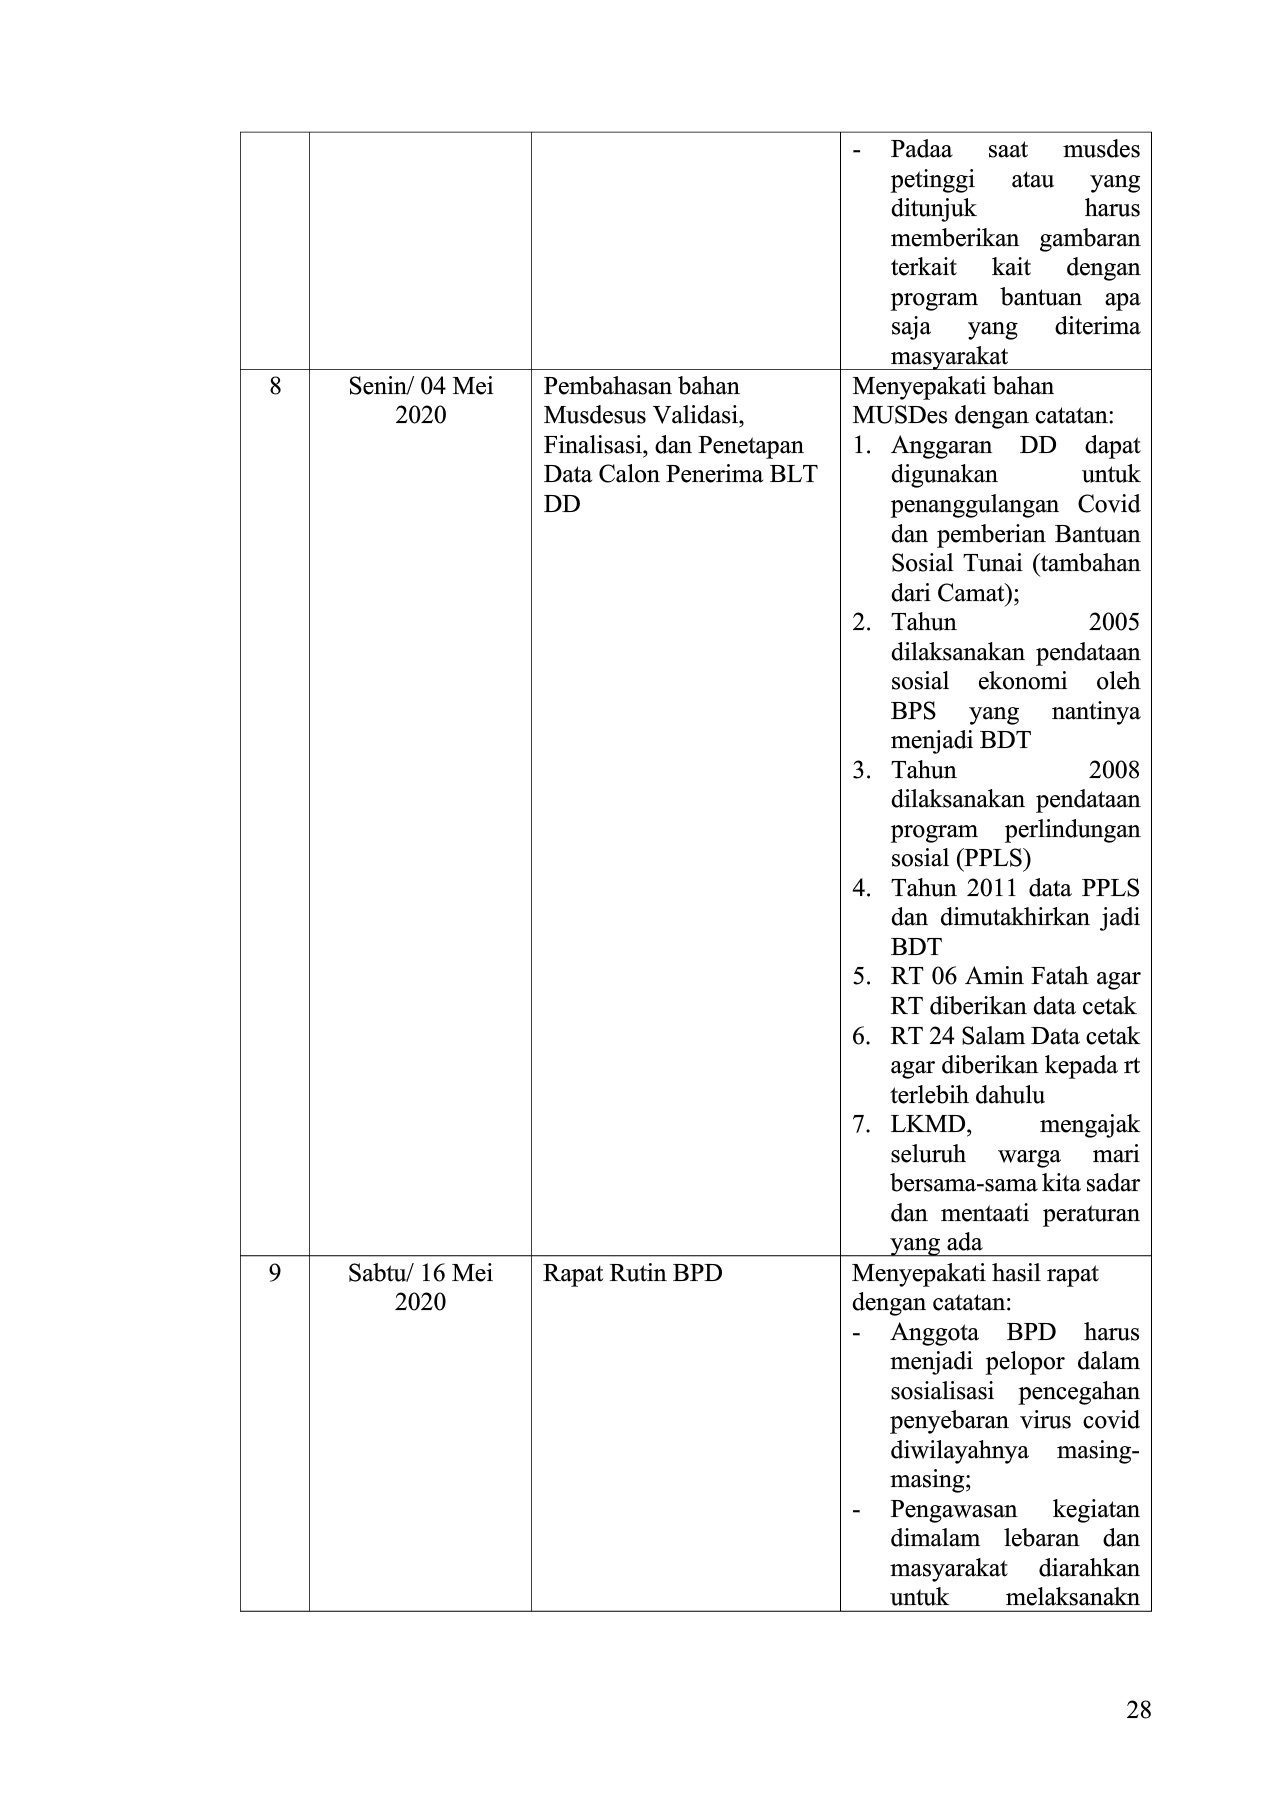 - Padaa saat musdes
petinggi atau yang
ditunjuk harus
memberikan gambaran
terkait kait dengan
program bantuan apa
saja yang diterima
masyarakat
8
Senin/ 04 Mei
2020
Pembahasan bahan
Musdesus Validasi,
Finalisasi, dan Penetapan
Data Calon Penerima BLT
DD
Menyepakati bahan
MUSDes dengan catatan:
1. Anggaran DD dapat
digunakan untuk
penanggulangan Covid
dan pemberian Bantuan
Sosial Tunai (tambahan
dari Camat);
2. Tahun 2005
dilaksanakan pendataan
sosial ekonomi oleh
BPS yang nantinya
menjadi BDT
3. Tahun 2008
dilaksanakan pendataan
program perlindungan
sosial (PPLS)
4. Tahun 2011 data PPLS
dan dimutakhirkan jadi
BDT
5. RT 06 Amin Fatah agar
RT diberikan data cetak
6. RT 24 Salam Data cetak
agar diberikan kepada rt
terlebih dahulu
7. LKMD, mengajak
seluruh warga mari
bersama-sama kita sadar
dan mentaati peraturan
yang ada
9
Sabtu/ 16 Mei
2020
Rapat Rutin BPD
Menyepakati hasil rapat
dengan catatan:
- Anggota BPD harus
menjadi pelopor dalam
sosialisasi pencegahan
penyebaran virus covid
diwilayahnya masing-
masing;
- Pengawasan kegiatan
dimalam lebaran dan
masyarakat diarahkan
untuk melaksanakn
28